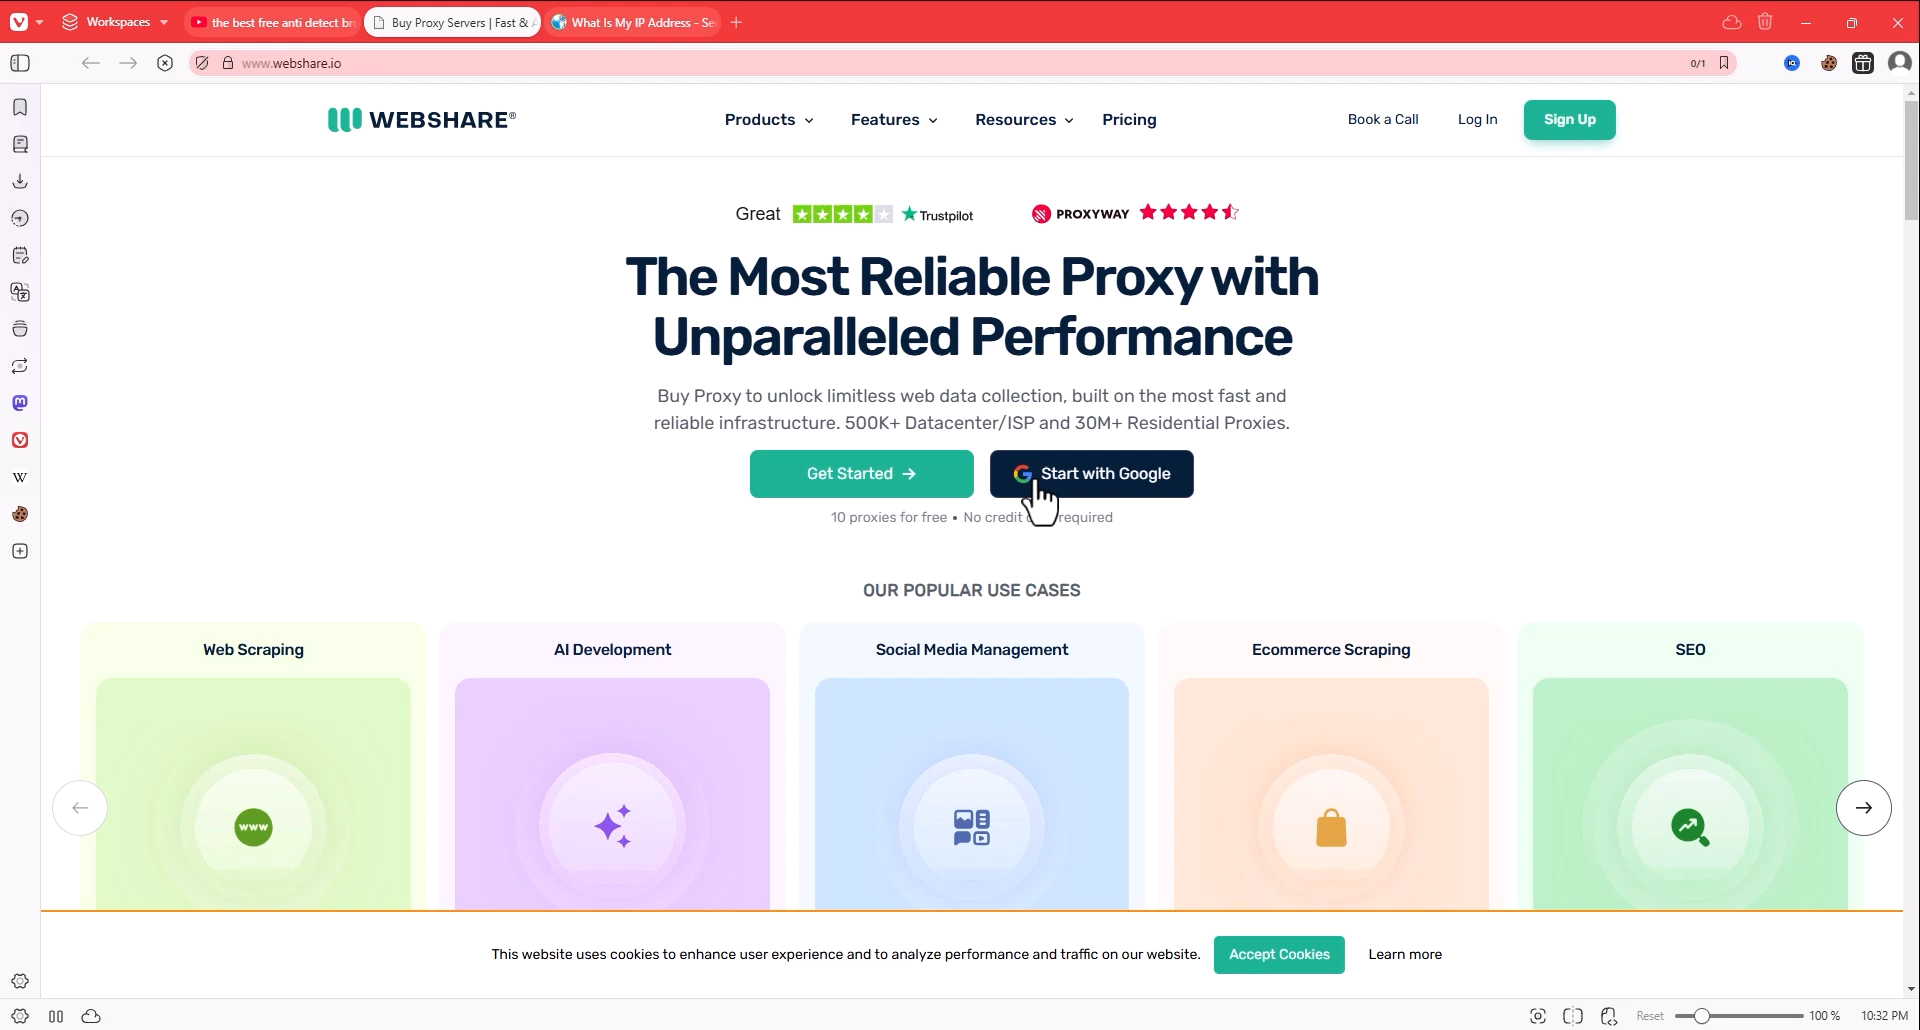 Workspaces
the best free anti detect br
Buy Proxy Servers | Fast &
What Is My IP Address - Se
www.webshare.io
0/1
WEBSHARE®
Products
Features
Resources
Pricing
Book a Call
Log In
Sign Up
Great
Trustpilot
PROXYWAY
The Most Reliable Proxy with
Unparalleled Performance
Buy Proxy to unlock limitless web data collection, built on the most fast and
reliable infrastructure. 500K+ Datacenter/ISP and 30M+ Residential Proxies.
Get Started →
Start with Google
10 proxies for free • No credit required
OUR POPULAR USE CASES
Web Scraping
AI Development
Social Media Management
Ecommerce Scraping
SEO
www
This website uses cookies to enhance user experience and to analyze performance and traffic on our website.
Accept Cookies
Learn more
Reset
100 %
10:32 PM